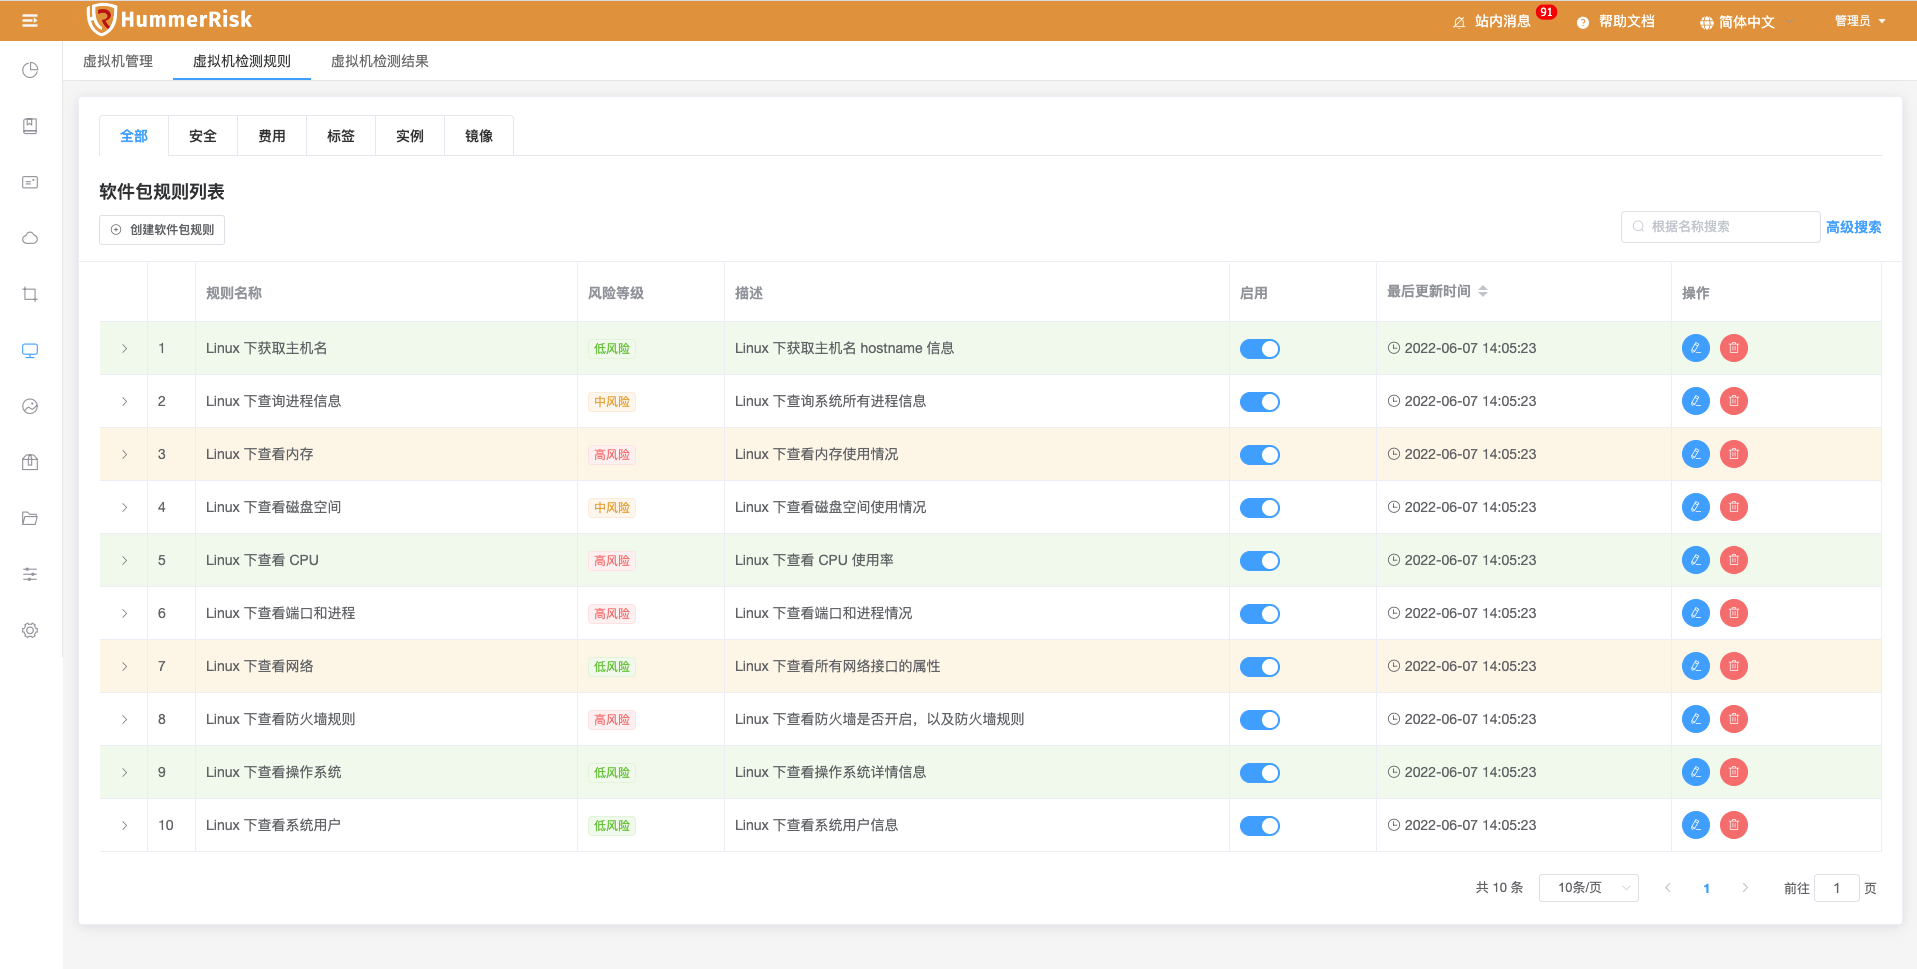 HummerRisk
站内消息 91 帮助文档 简体中文 管理员
虚拟机管理 虚拟机检测规则 虚拟机检测结果
全部 安全 费用 标签 实例 镜像
软件包规则列表
创建软件包规则 根据名称搜索 高级搜索
规则名称 风险等级 描述 启用 最后更新时间 操作
1 Linux 下获取主机名 低风险 Linux 下获取主机名 hostname 信息 2022-06-07 14:05:23
2 Linux 下查询进程信息 中风险 Linux 下查询系统所有进程信息 2022-06-07 14:05:23
3 Linux 下查看内存 高风险 Linux 下查看内存使用情况 2022-06-07 14:05:23
4 Linux 下查看磁盘空间 中风险 Linux 下查看磁盘空间使用情况 2022-06-07 14:05:23
5 Linux 下查看 CPU 高风险 Linux 下查看 CPU 使用率 2022-06-07 14:05:23
6 Linux 下查看端口和进程 高风险 Linux 下查看端口和进程情况 2022-06-07 14:05:23
7 Linux 下查看网络 低风险 Linux 下查看所有网络接口的属性 2022-06-07 14:05:23
8 Linux 下查看防火墙规则 高风险 Linux 下查看防火墙是否开启，以及防火墙规则 2022-06-07 14:05:23
9 Linux 下查看操作系统 低风险 Linux 下查看操作系统详情信息 2022-06-07 14:05:23
10 Linux 下查看系统用户 低风险 Linux 下查看系统用户信息 2022-06-07 14:05:23
共 10 条 10条/页 1 前往 1 页